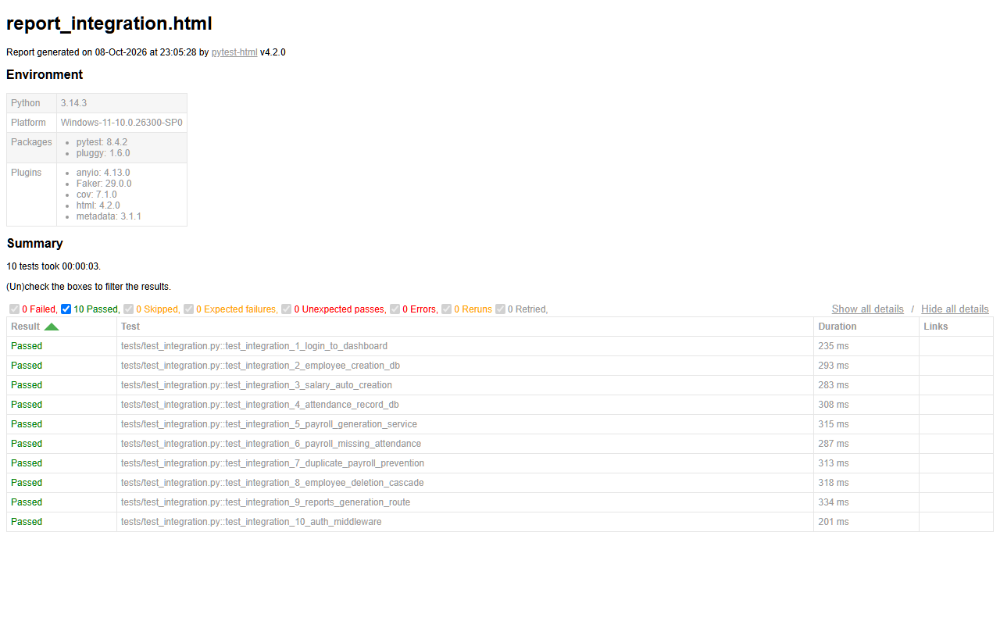 report_integration.html
Report generated on 08-Oct-2026 at 23:05:28 by pytest-html v4.2.0
Environment
Python 3.14.3
Platform Windows-11-10.0.26300-SP0
Packages pytest: 8.4.2
pluggy: 1.6.0
Plugins anyio: 4.13.0
Faker: 29.0.0
cov: 7.1.0
html: 4.2.0
metadata: 3.1.1
Summary
10 tests took 00:00:03.
(Un)check the boxes to filter the results.
0 Failed, 10 Passed, 0 Skipped, 0 Expected failures, 0 Unexpected passes, 0 Errors, 0 Reruns 0 Retried, Show all details / Hide all details
Result Test Duration Links
Passed tests/test_integration.py::test_integration_1_login_to_dashboard 235 ms
Passed tests/test_integration.py::test_integration_2_employee_creation_db 293 ms
Passed tests/test_integration.py::test_integration_3_salary_auto_creation 283 ms
Passed tests/test_integration.py::test_integration_4_attendance_record_db 308 ms
Passed tests/test_integration.py::test_integration_5_payroll_generation_service 315 ms
Passed tests/test_integration.py::test_integration_6_payroll_missing_attendance 287 ms
Passed tests/test_integration.py::test_integration_7_duplicate_payroll_prevention 313 ms
Passed tests/test_integration.py::test_integration_8_employee_deletion_cascade 318 ms
Passed tests/test_integration.py::test_integration_9_reports_generation_route 334 ms
Passed tests/test_integration.py::test_integration_10_auth_middleware 201 ms